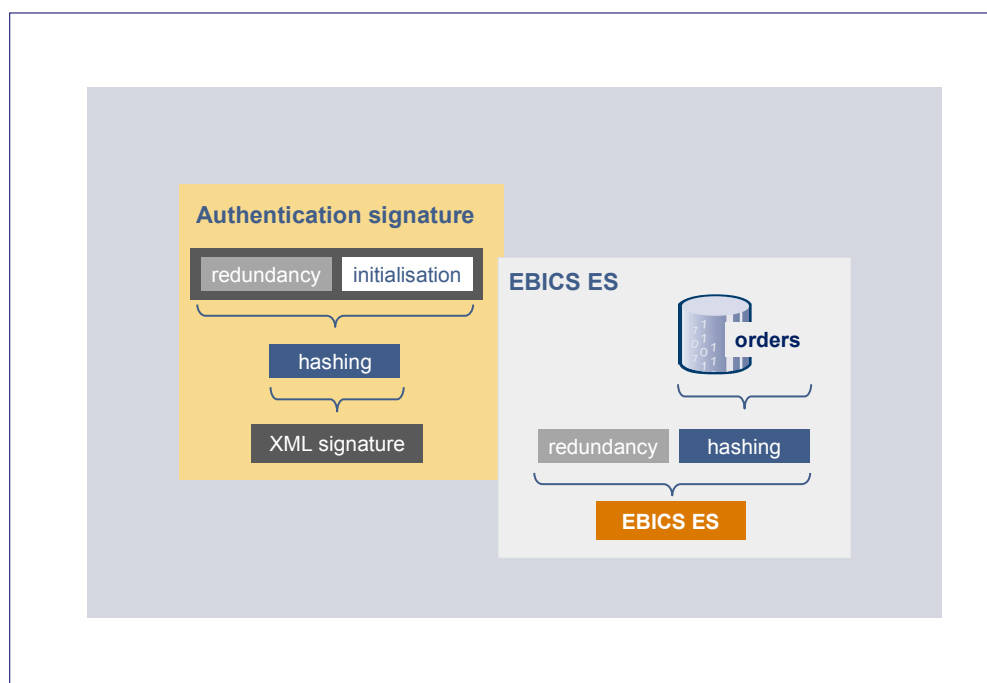 Authentication signature
redundancy initialisation
hashing
XML signature
EBICS ES
orders
redundancy hashing
EBICS ES